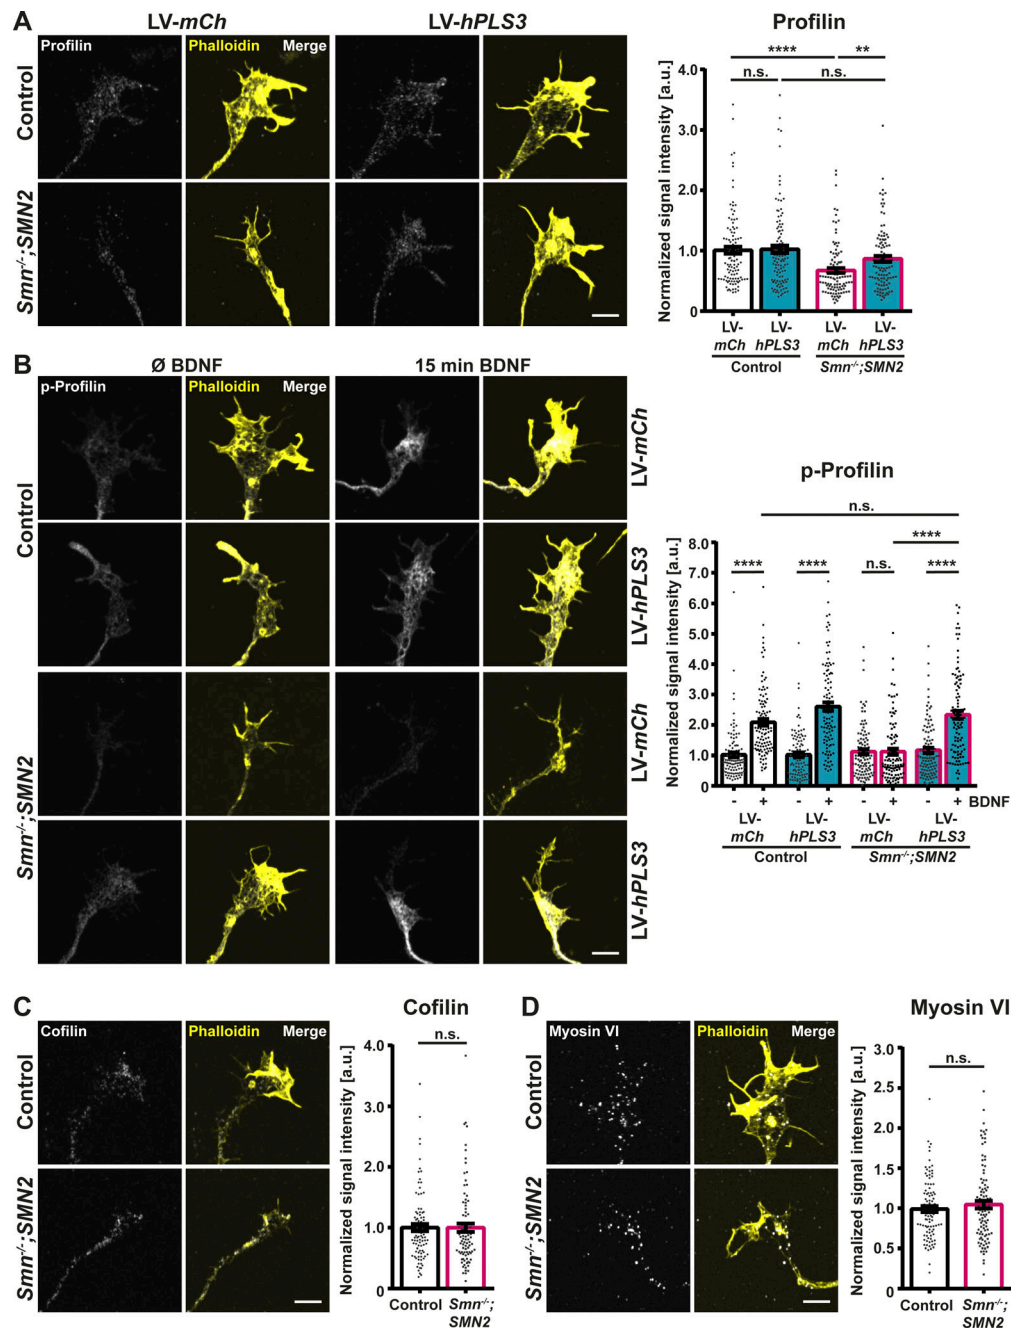 A
LV-mCh
LV-hPLS3
Profilin
Profilin
Phalloidin
Merge
Control
Smn-/-;SMN2
**** **
n.s. n.s.
Normalized signal intensity [a.u.]
4.0
3.0
2.0
1.0
0
LV- LV- LV- LV-
mCh hPLS3 mCh hPLS3
Control Smn-/-;SMN2
B
Ø BDNF
15 min BDNF
p-Profilin
Phalloidin
Merge
Control
Smn-/-;SMN2
LV-mCh
LV-hPLS3
LV-mCh
LV-hPLS3
p-Profilin
n.s.
****
**** **** n.s. ****
Normalized signal intensity [a.u.]
8.0
7.0
6.0
5.0
4.0
3.0
2.0
1.0
0
- + - + - + - + BDNF
LV- LV- LV- LV-
mCh hPLS3 mCh hPLS3
Control Smn-/-;SMN2
C
Cofilin
Phalloidin
Merge
Control
Smn-/-;SMN2
Cofilin
n.s.
Normalized signal intensity [a.u.]
4.0
3.0
2.0
1.0
0
Control Smn-/-;
SMN2
D
Myosin VI
Phalloidin
Merge
Control
Smn-/-;SMN2
Myosin VI
n.s.
Normalized signal intensity [a.u.]
3.0
2.5
2.0
1.5
1.0
0.5
0
Control Smn-/-;
SMN2